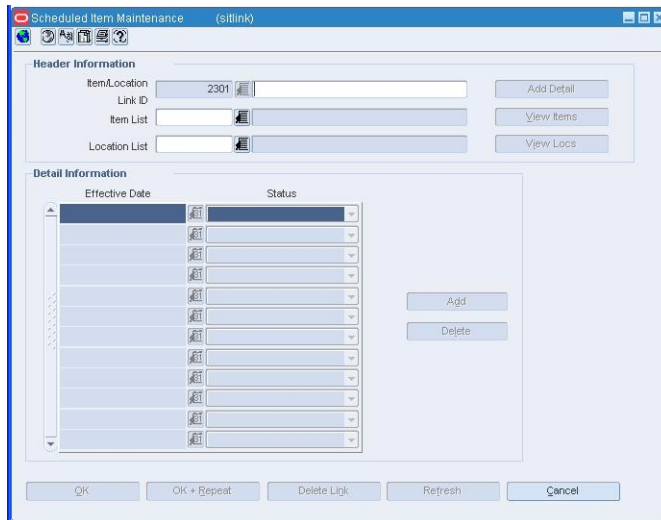 Scheduled Item Maintenance (sitlink)
Header Information
Item/Location
Link ID
2301
Add Detail
Item List
View Items
Location List
View Locs
Detail Information
Effective Date Status
Add
Delete
OK
OK + Repeat
Delete Link
Refresh
Cancel